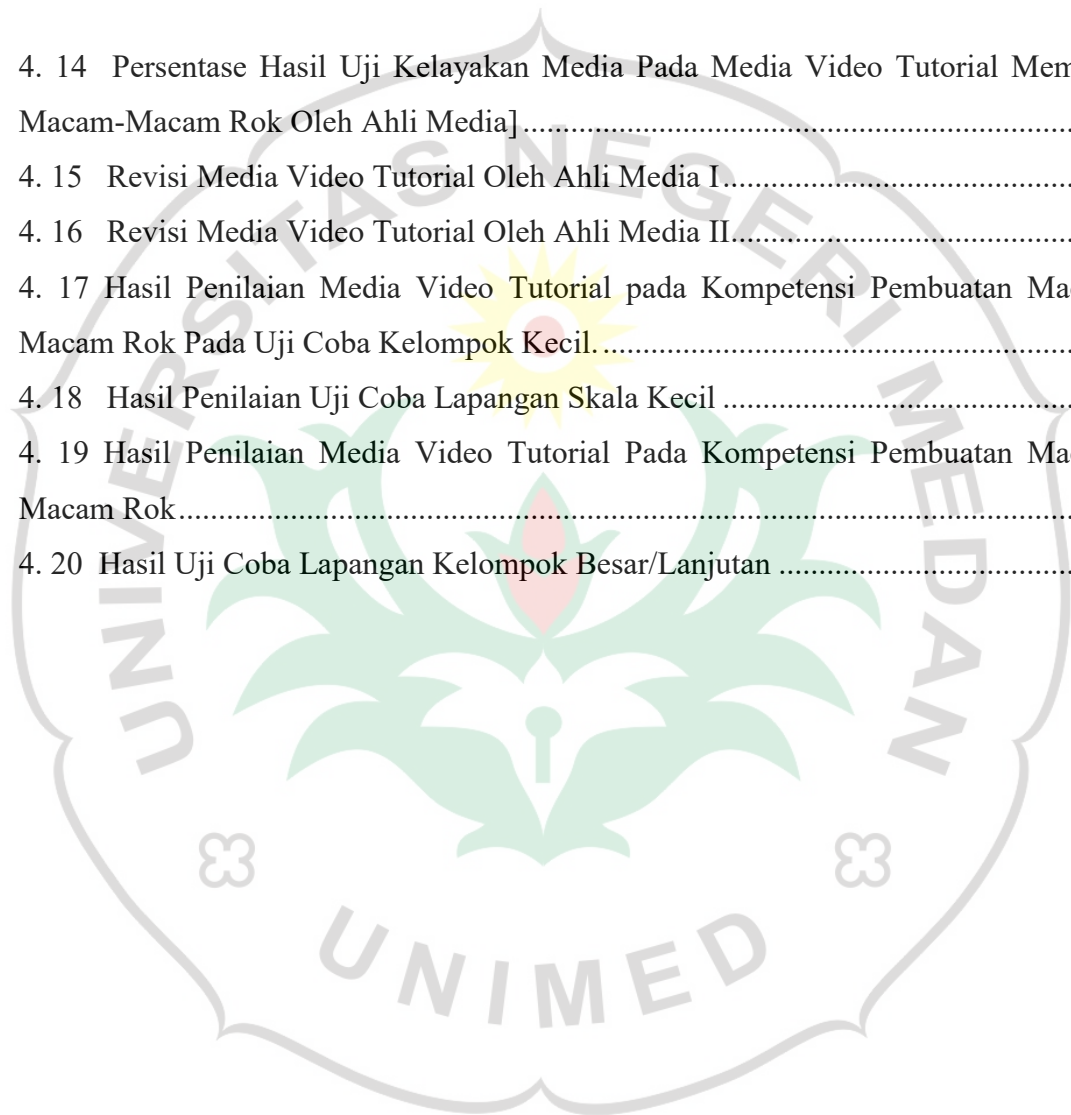 4. 14 Persentase Hasil Uji Kelayakan Media Pada Media Video Tutorial
Macam-Macam Rok Oleh Ahli Media]
4. 15 Revisi Media Video Tutorial Oleh Ahli Media I
4. 16 Revisi Media Video Tutorial Oleh Ahli Media II
4. 17 Hasil Penilaian Media Video Tutorial pada Kompetensi Pembuatan
Macam Rok Pada Uji Coba Kelompok Kecil.
4. 18 Hasil Penilaian Uji Coba Lapangan Skala Kecil
4. 19 Hasil Penilaian Media Video Tutorial Pada Kompetensi Pembuatan
Macam Rok
4. 20 Hasil Uji Coba Lapangan Kelompok Besar/Lanjutan
UNIVERSITAS NEGERI MEDAN
UNIMED